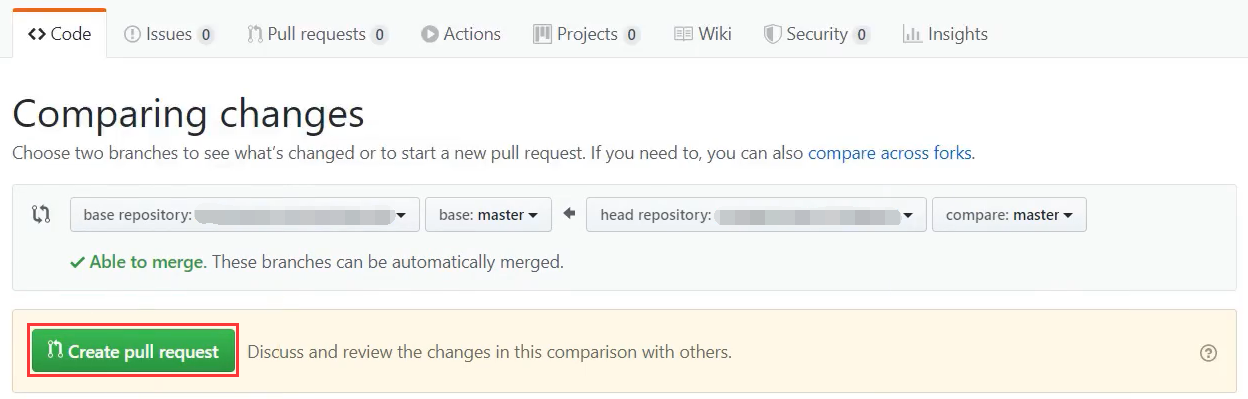 <> Code Issues 0 Pull requests 0 Actions Projects 0 Wiki Security 0 Insights
Comparing changes
Choose two branches to see what's changed or to start a new pull request. If you need to, you can also compare across forks.
base repository: base: master head repository: compare: master
Able to merge. These branches can be automatically merged.
Create pull request Discuss and review the changes in this comparison with others.